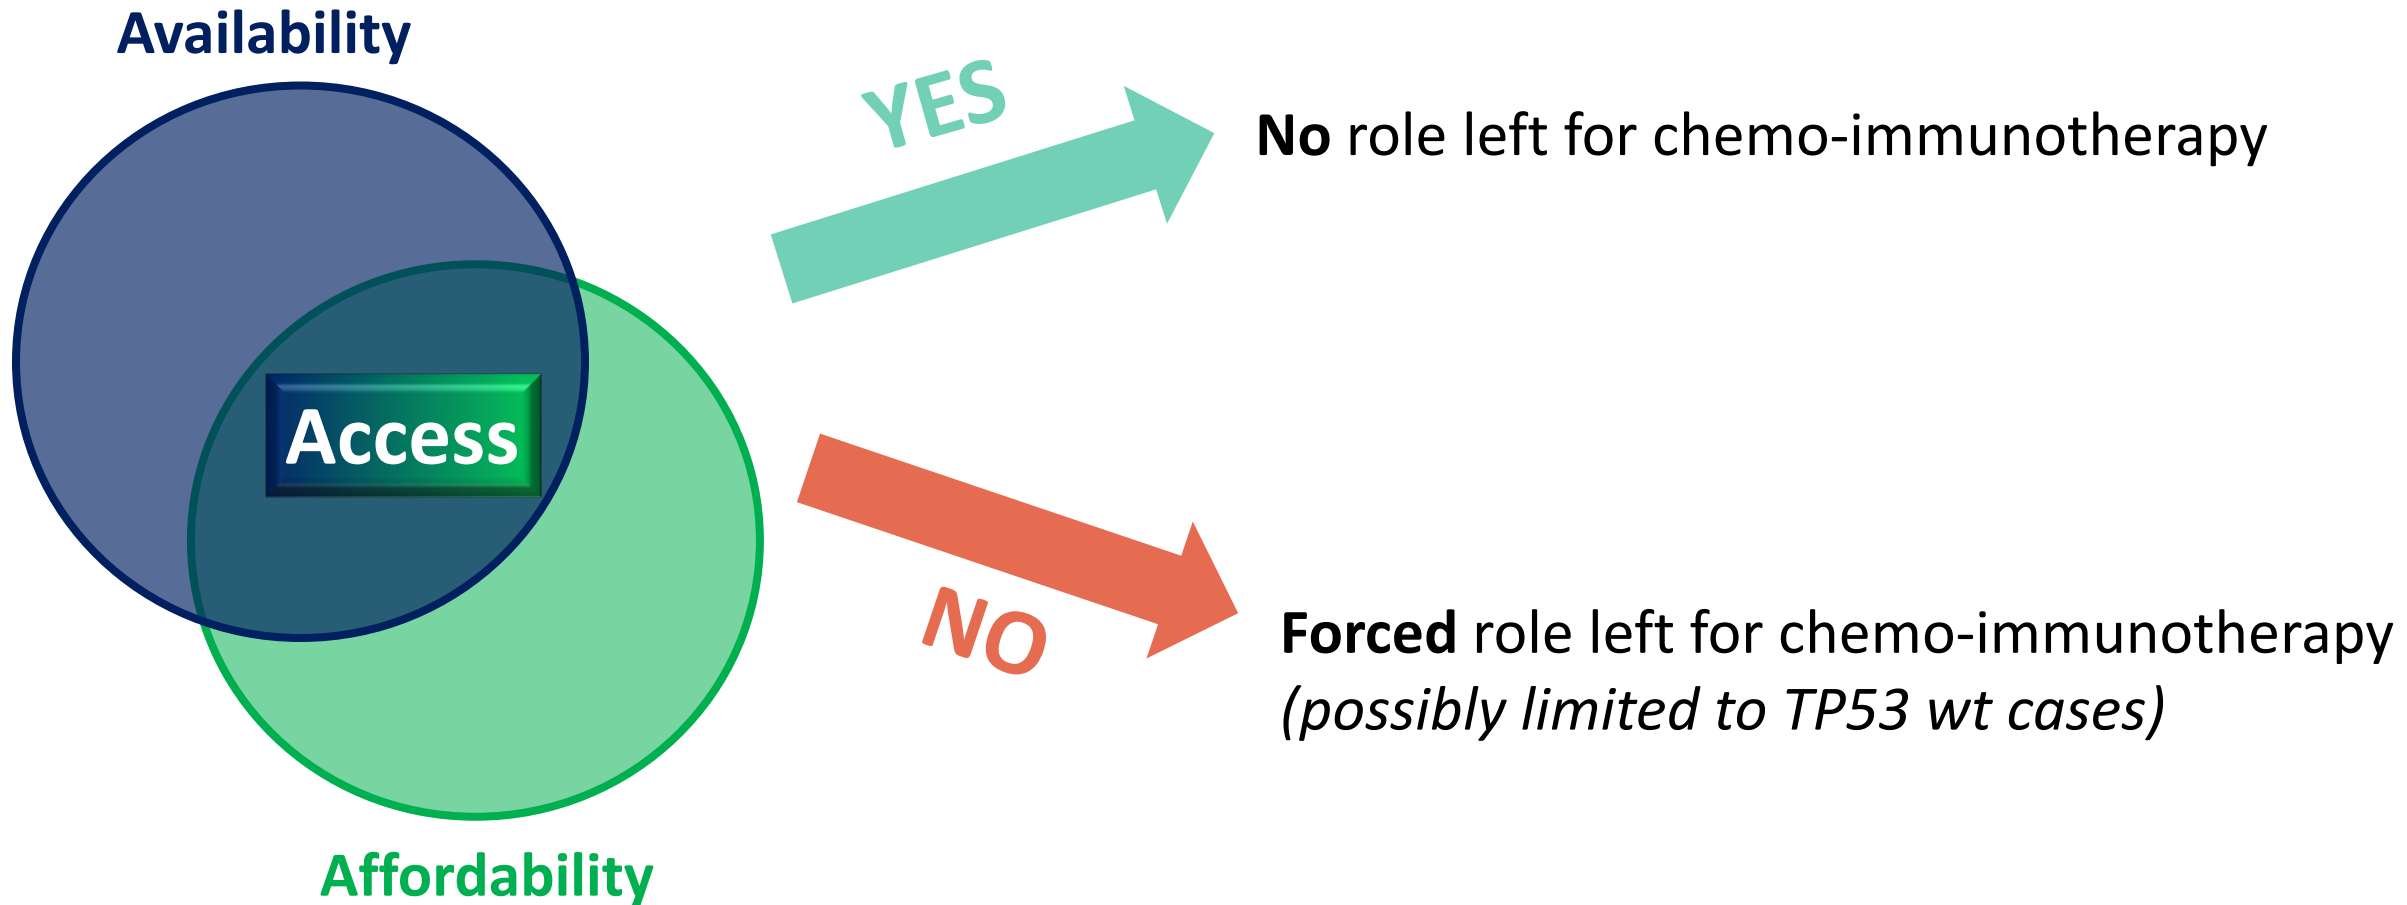 Availability
YES
No role left for chemo-immunotherapy
Access
NO
Forced role left for chemo-immunotherapy
(possibly limited to TP53 wt cases)
Affordability